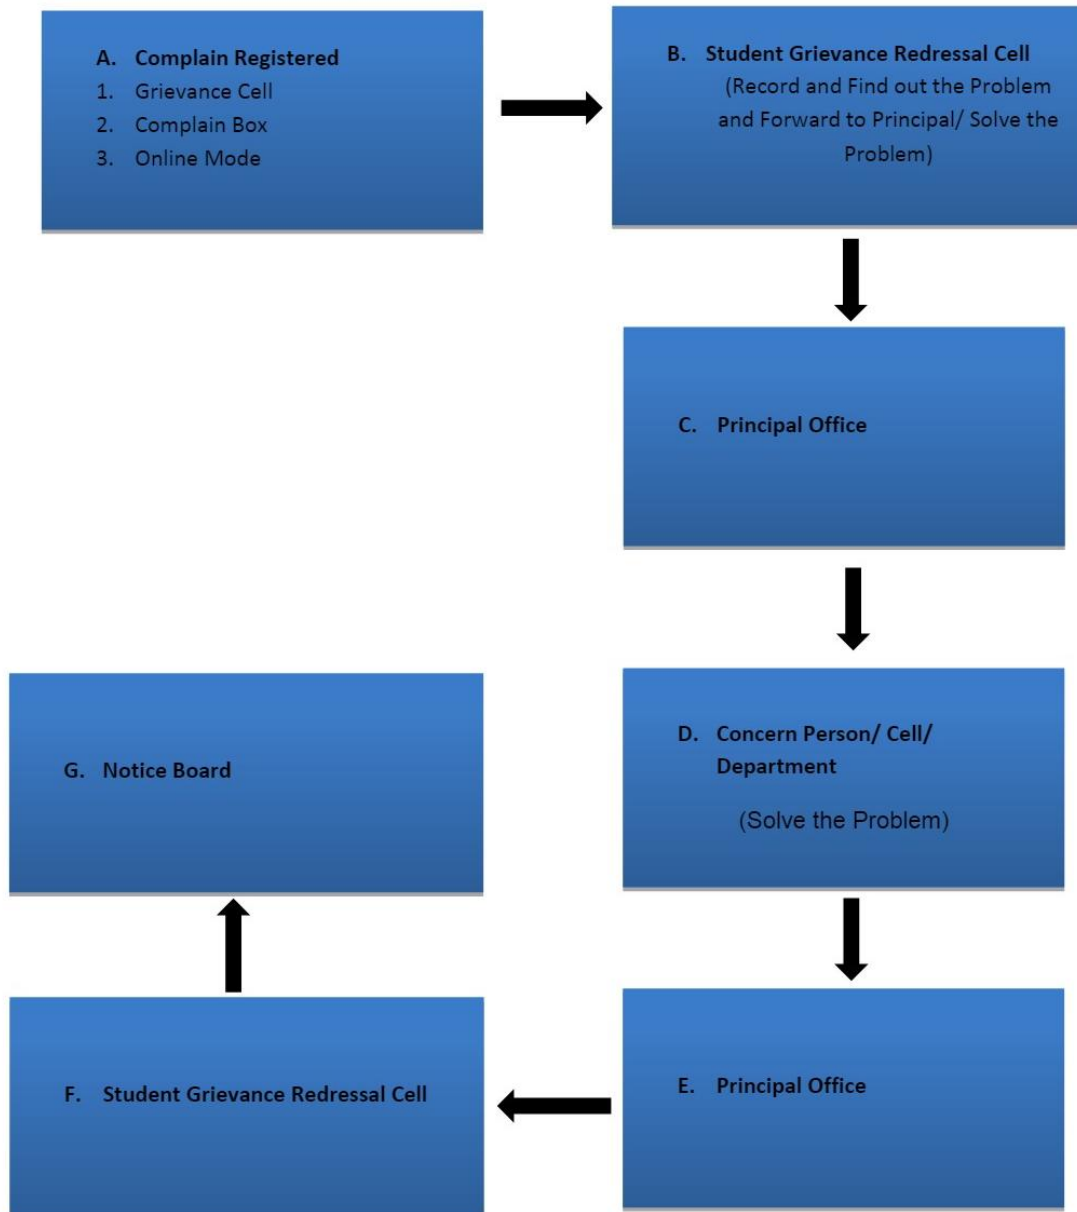 A. Complain Registered
1. Grievance Cell
2. Complain Box
3. Online Mode
B. Student Grievance Redressal Cell
(Record and Find out the Problem
and Forward to Principal/ Solve the
Problem)
C. Principal Office
D. Concern Person/ Cell/
Department
(Solve the Problem)
E. Principal Office
F. Student Grievance Redressal Cell
G. Notice Board